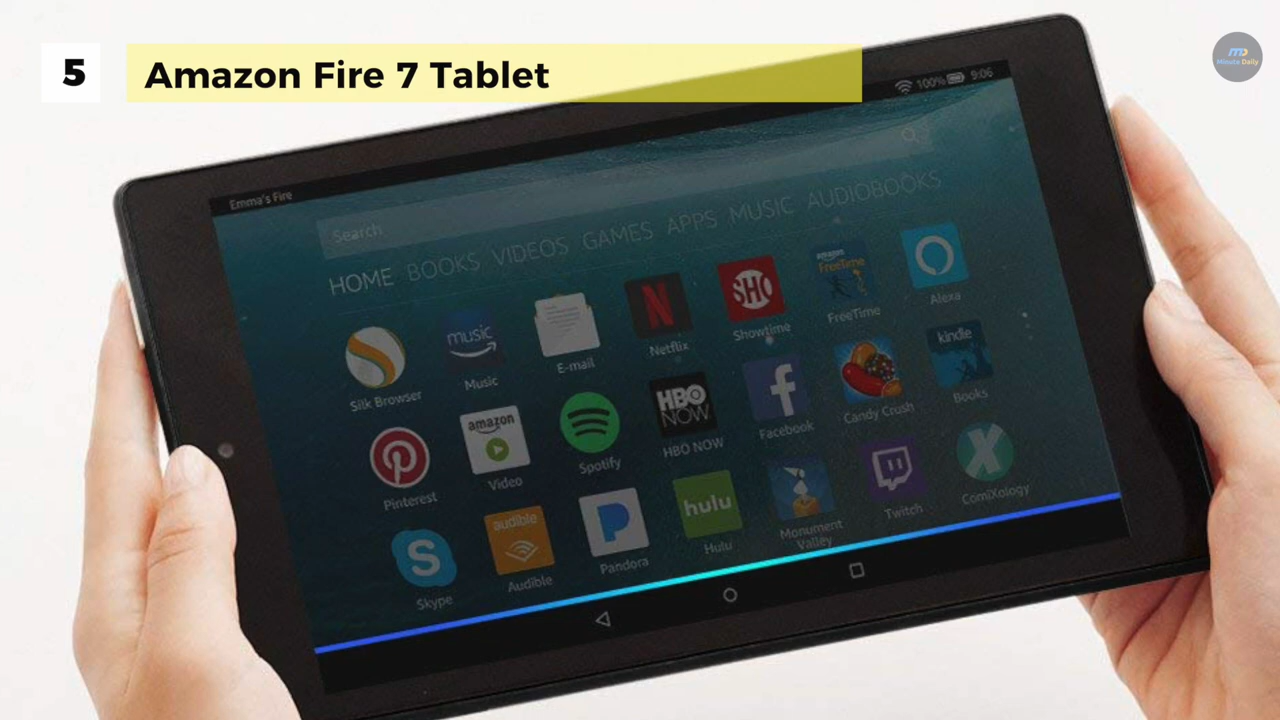 5
Amazon Fire 7 Tablet
MD
Minute Daily
100%
9:06
Emma's Fire
Search
HOME BOOKS VIDEOS GAMES APPS MUSIC AUDIOBOOKS
music
amazon
FreeTime
SHO
Silk Browser Music E-mail Netflix Showtime FreeTime Alexa
amazon
HBO
NOW
kindle
Pinterest Video Spotify HBO NOW Facebook Candy Crush Books
audible
hulu
Skype Audible Pandora Hulu Monument Valley Twitch ComiXology